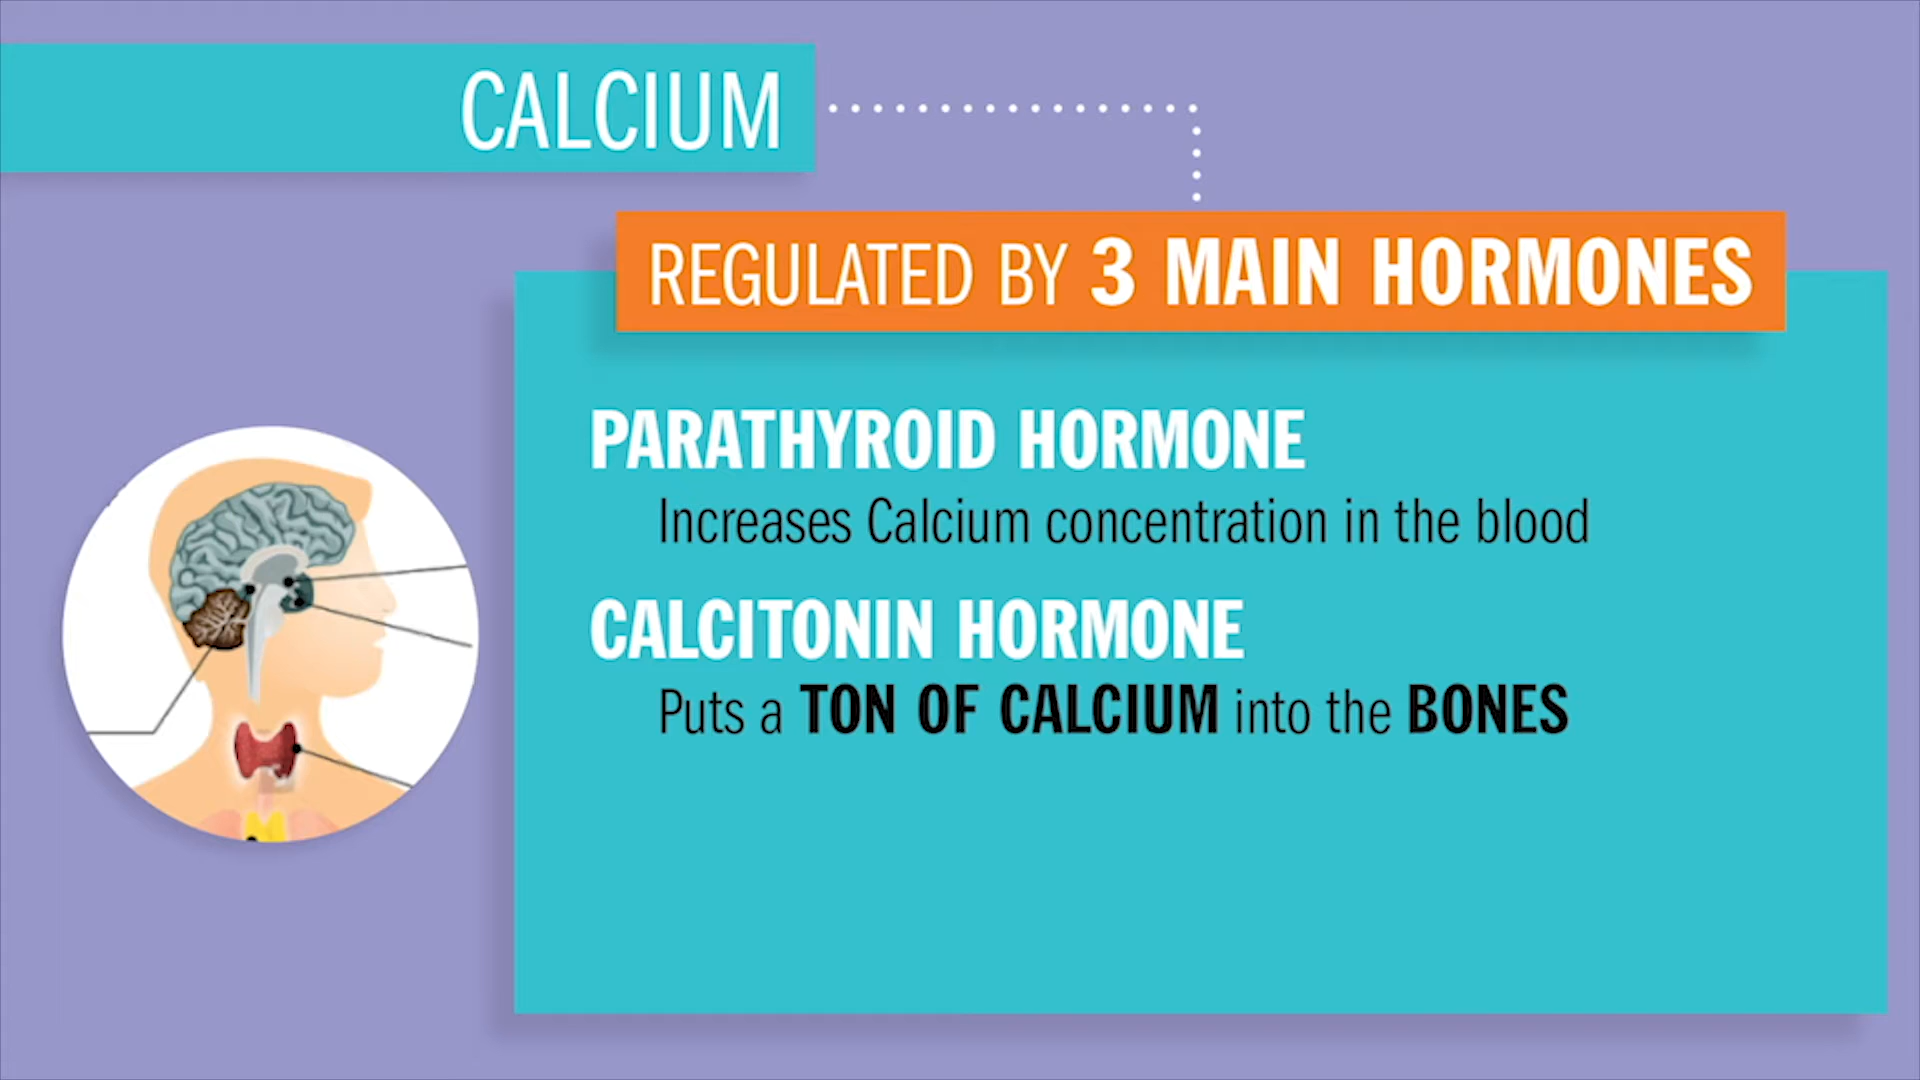 CALCIUM
REGULATED BY 3 MAIN HORMONES
PARATHYROID HORMONE
Increases Calcium concentration in the blood
CALCITONIN HORMONE
Puts a TON OF CALCIUM into the BONES